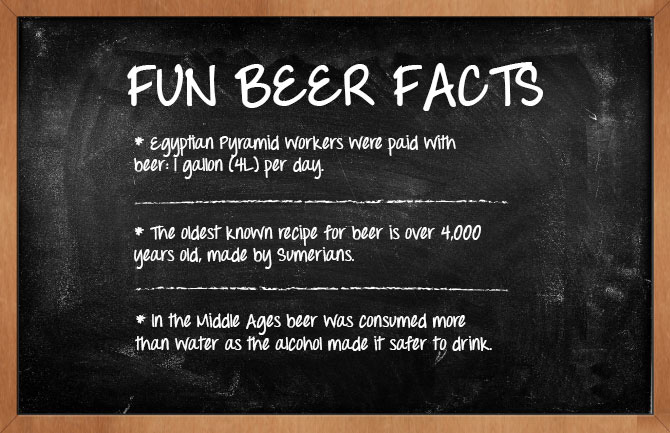 FUN BEER FACTS
* Egyptian Pyramid Workers were paid with
beer: 1 gallon (4L) per day.
* The oldest known recipe for beer is over 4,000
years old, made by Sumerians.
* In the Middle Ages beer was consumed more
than water as the alcohol made it safer to drink.